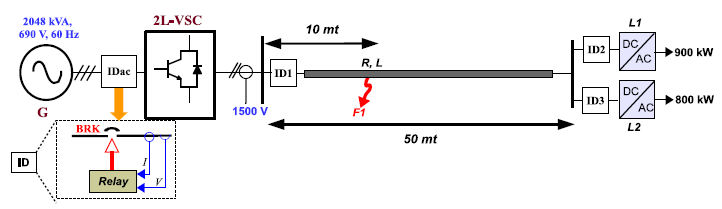 2048 kVA,
690 V, 60 Hz
G
IDac
2L-VSC
1500 V
ID1
10 mt
R, L
F1
50 mt
ID2
DC
AC
L1
900 kW
ID3
DC
AC
L2
800 kW
ID
BRK
I
V
Relay